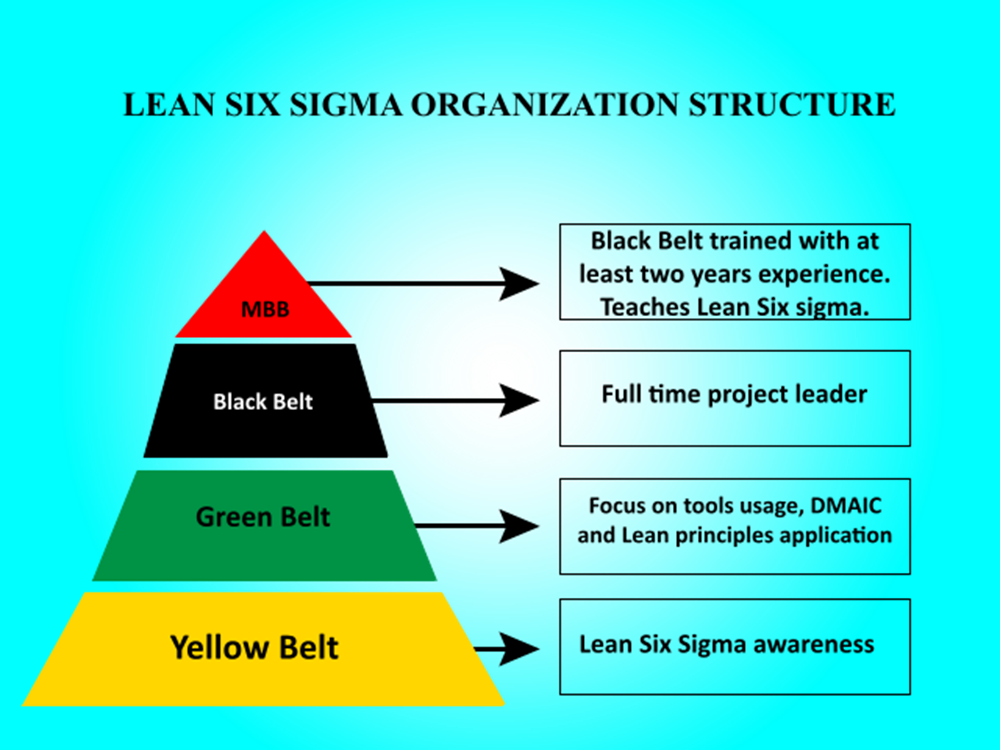 LEAN SIX SIGMA ORGANIZATION STRUCTURE
MBB
Black Belt trained with at
least two years experience.
Teaches Lean Six sigma.
Black Belt
Full time project leader
Green Belt
Focus on tools usage, DMAIC
and Lean principles application
Yellow Belt
Lean Six Sigma awareness